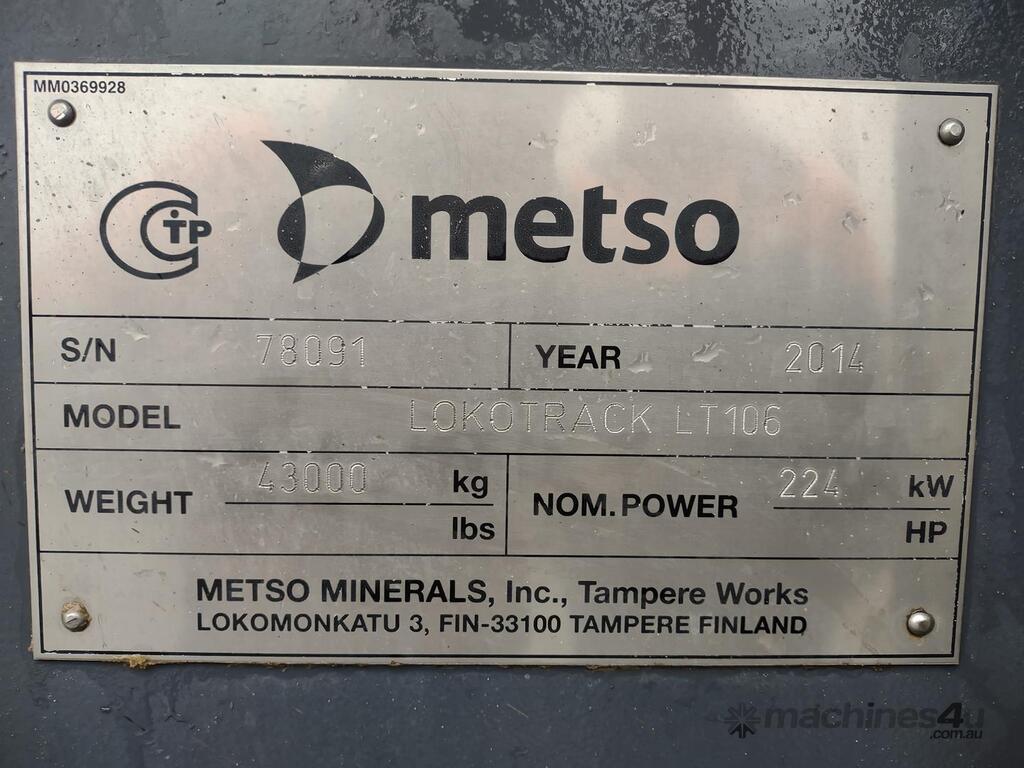 MM0369928
CTP metso
S/N 78091 YEAR 2014
MODEL LOKOTRACK LT106
WEIGHT 43000 kg NOM.POWER 224 kW
lbs HP
METSO MINERALS, Inc., Tampere Works
LOKOMONKATU 3, FIN-33100 TAMPERE FINLAND
machines4u
.com.au